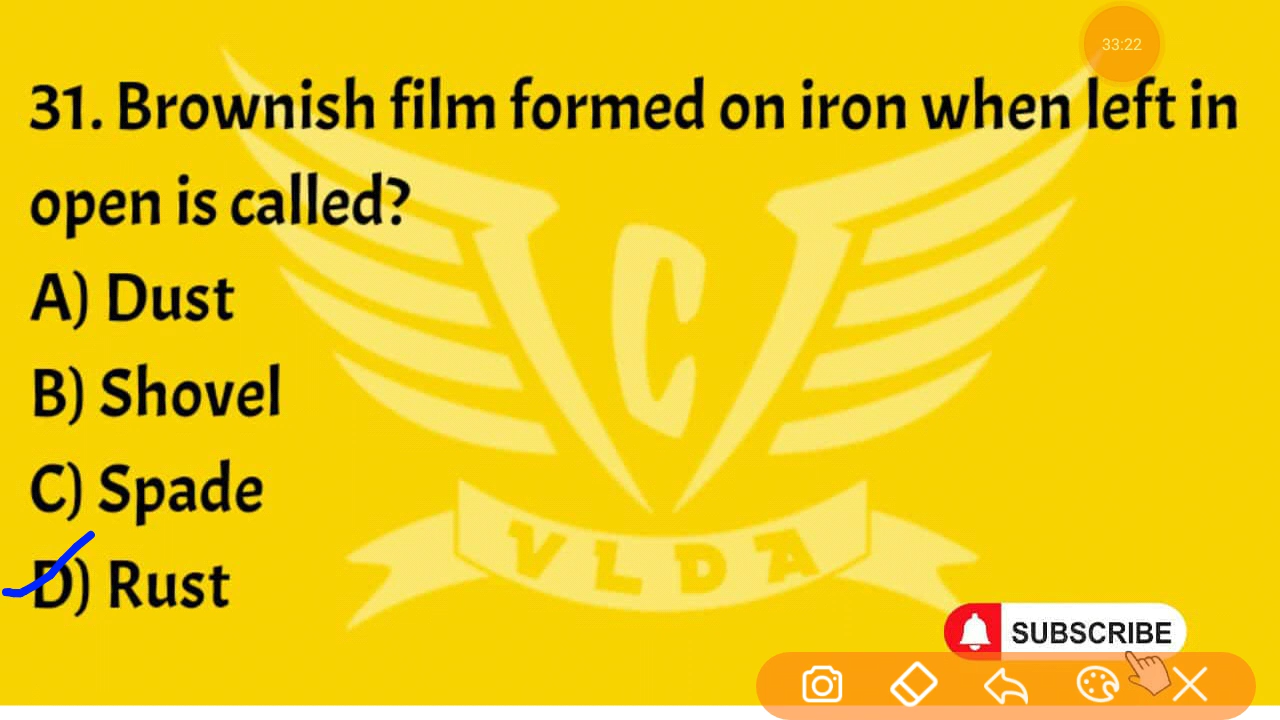 33:22
31. Brownish film formed on iron when left in
open is called?
A) Dust
B) Shovel
C) Spade
D) Rust
C
VLDA
SUBSCRIBE